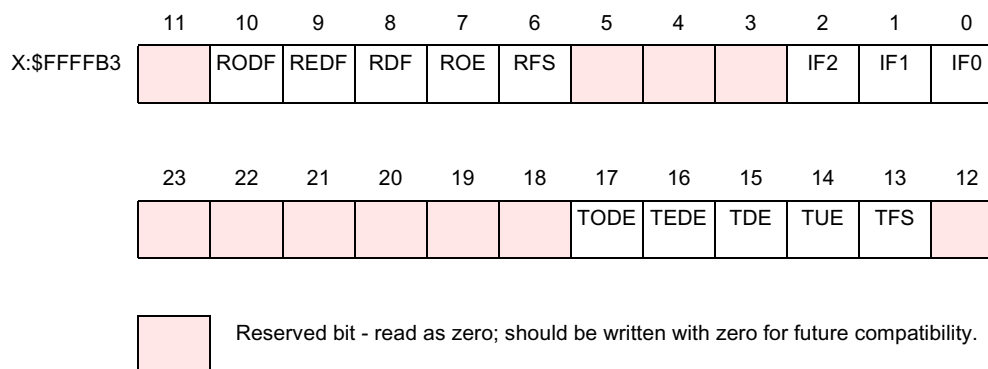 11 10 9 8 7 6 5 4 3 2 1 0
X:$FFFFB3 RODF REDF RDF ROE RFS IF2 IF1 IF0
23 22 21 20 19 18 17 16 15 14 13 12
TODE TEDE TDE TUE TFS
Reserved bit - read as zero; should be written with zero for future compatibility.